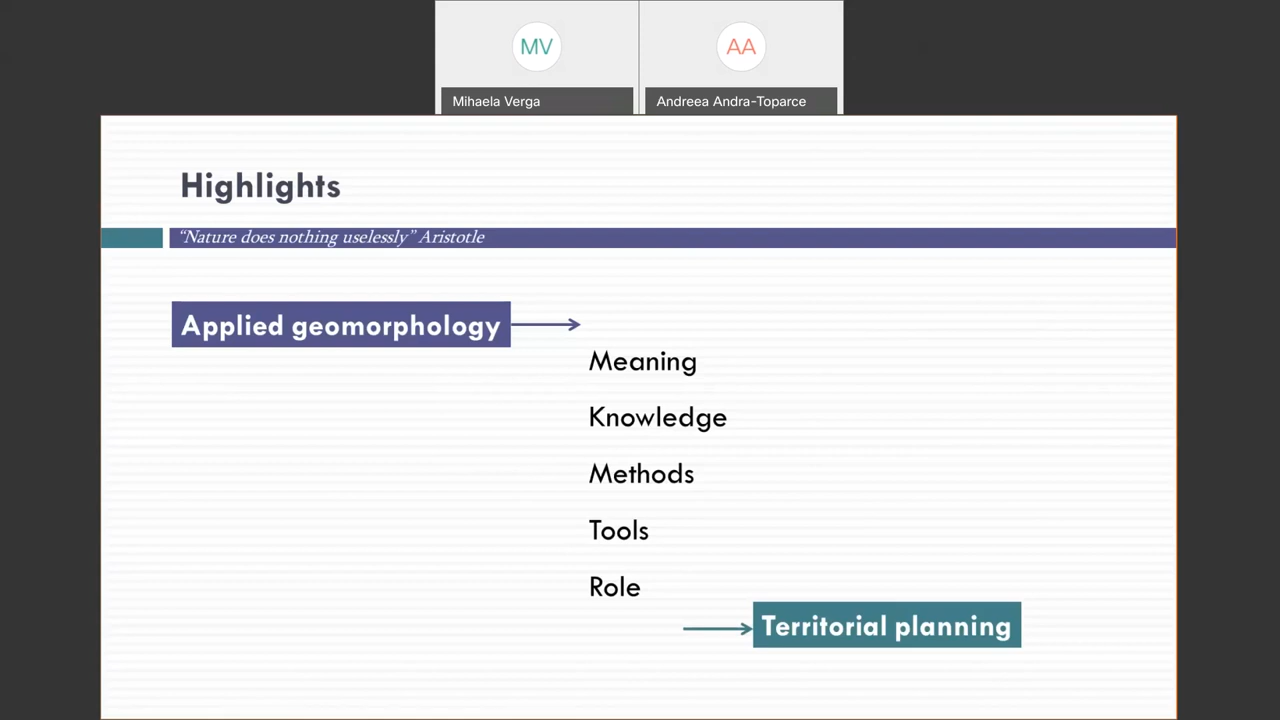 MV
AA
Mihaela Verga
Andreea Andra-Toparce
Highlights
“Nature does nothing uselessly” Aristotle
Applied geomorphology
Meaning
Knowledge
Methods
Tools
Role
Territorial planning